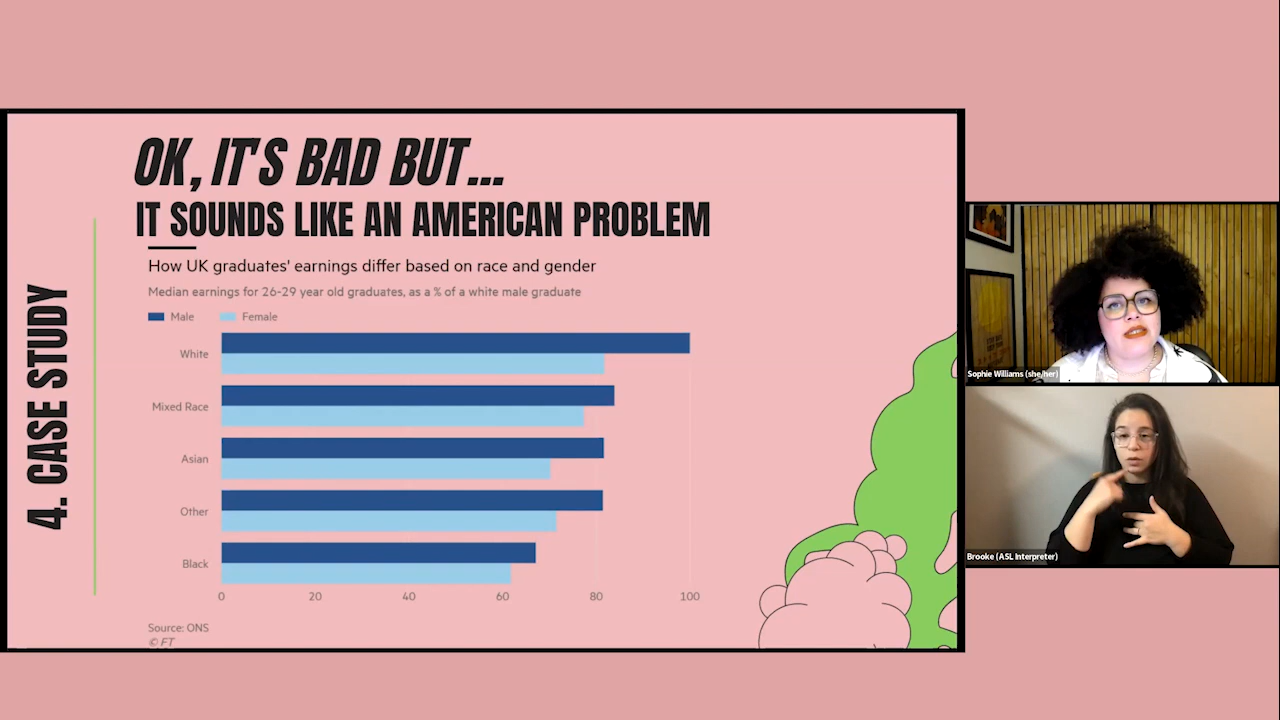 OK, IT'S BAD BUT...
IT SOUNDS LIKE AN AMERICAN PROBLEM
4. CASE STUDY
How UK graduates' earnings differ based on race and gender
Median earnings for 26-29 year old graduates, as a % of a white male graduate
Male Female
White
Mixed Race
Asian
Other
Black
0 20 40 60 80 100
Source: ONS
© FT
Sophie Williams (she/her)
Brooke (ASL Interpreter)